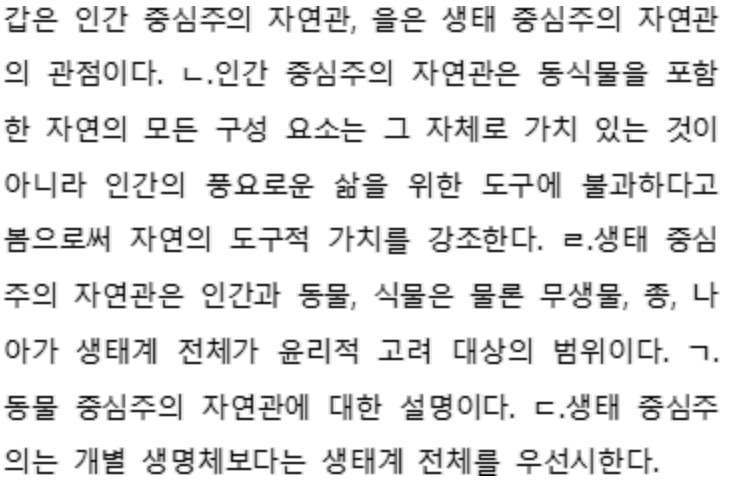 갑은 인간 중심주의 자연관, 을은 생태 중심주의 자연관
의 관점이다. ㄴ.인간 중심주의 자연관은 동식물을 포함
한 자연의 모든 구성 요소는 그 자체로 가치 있는 것이
아니라 인간의 풍요로운 삶을 위한 도구에 불과하다고
봄으로써 자연의 도구적 가치를 강조한다. ㄹ.생태 중심
주의 자연관은 인간과 동물, 식물은 물론 무생물, 종, 나
아가 생태계 전체가 윤리적 고려 대상의 범위이다. ㄱ.
동물 중심주의 자연관에 대한 설명이다. ㄷ.생태 중심주
의는 개별 생명체보다는 생태계 전체를 우선시한다.